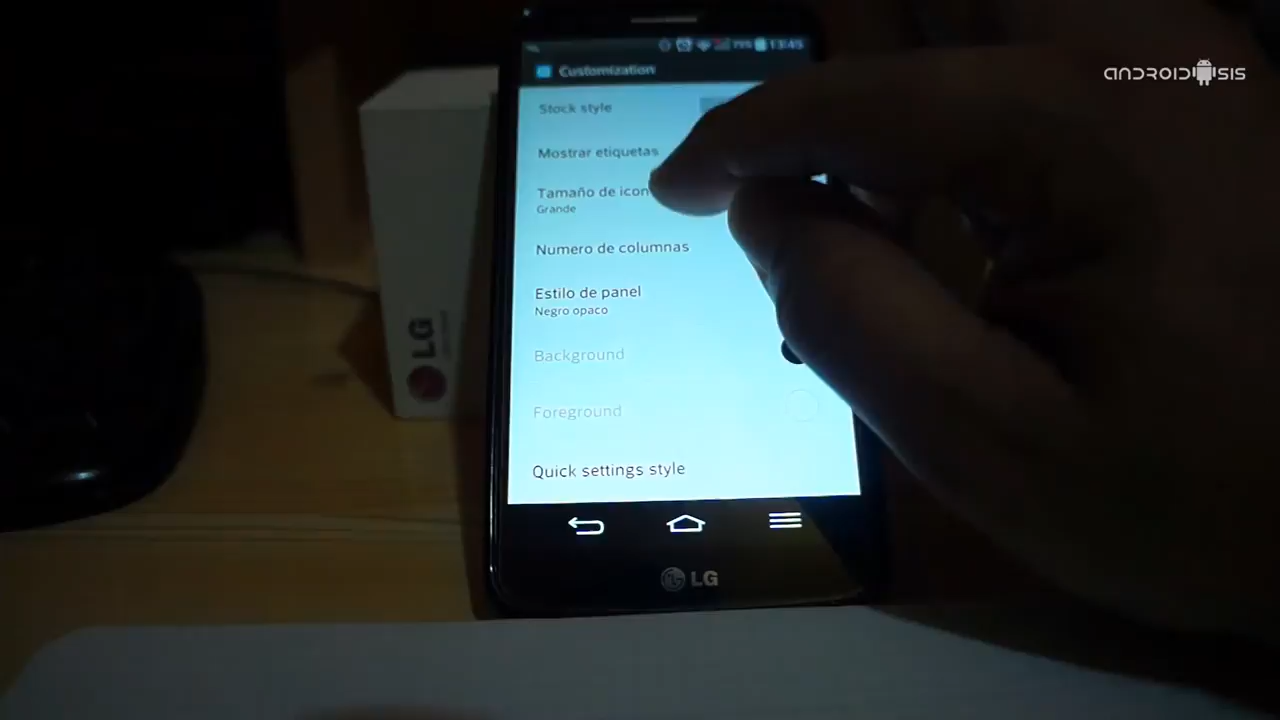 13:45
Customization
ANDROIDSIS
Stock style
Mostrar etiquetas
Tamaño de icon
Grande
Numero de columnas
Estilo de panel
Negro opaco
Background
Foreground
Quick settings style
LG
LG